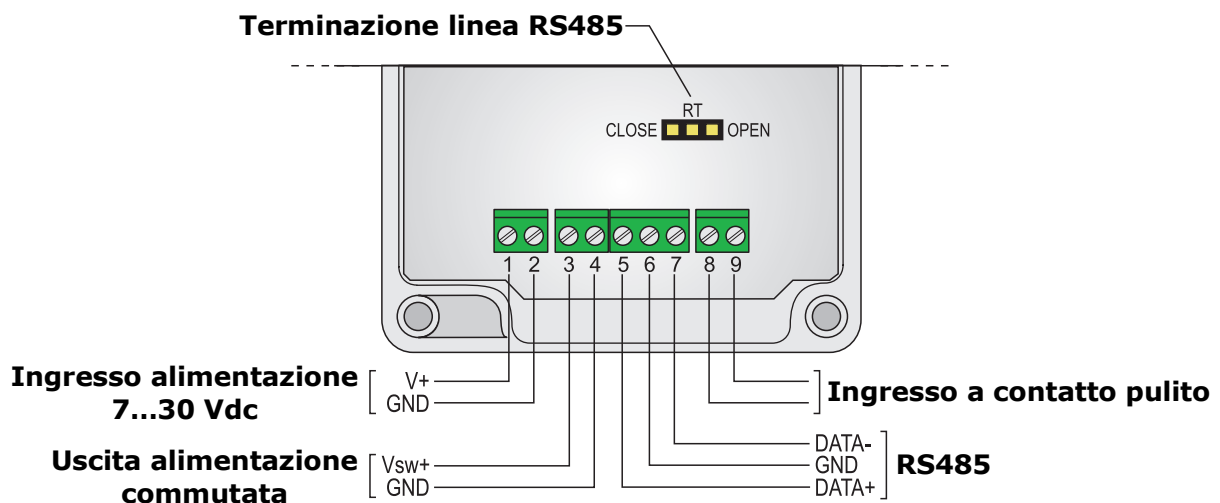 Terminazione linea RS485
RT
CLOSE OPEN
1 2 3 4 5 6 7 8 9
Ingresso alimentazione
7...30 Vdc
V+
GND
Ingresso a contatto pulito
Uscita alimentazione
commutata
Vsw+
GND
DATA-
GND
DATA+
RS485